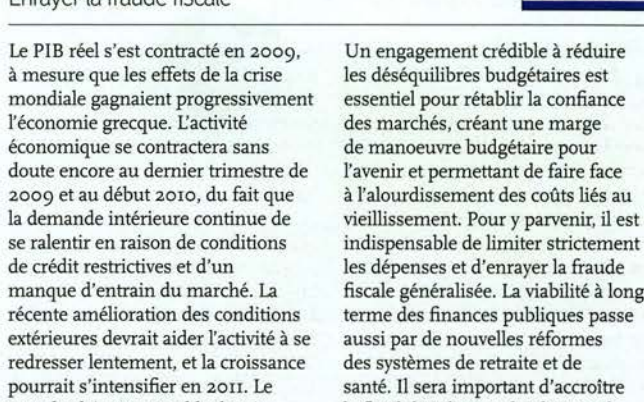 Enrayer la fraude fiscale
Le PIB réel s'est contracté en 2009,
à mesure que les effets de la crise
mondiale gagnaient progressivement
l'économie grecque. L'activité
économique se contractera sans
doute encore au dernier trimestre de
2009 et au début 2010, du fait que
la demande intérieure continue de
se ralentir en raison de conditions
de crédit restrictives et d'un
manque d'entrain du marché. La
récente amélioration des conditions
extérieures devrait aider l'activité à se
redresser lentement, et la croissance
pourrait s'intensifier en 2011. Le
Un engagement crédible à réduire
les déséquilibres budgétaires est
essentiel pour rétablir la confiance
des marchés, créant une marge
de manoeuvre budgétaire pour
l'avenir et permettant de faire face
à l'alourdissement des coûts liés au
vieillissement. Pour y parvenir, il est
indispensable de limiter strictement
les dépenses et d'enrayer la fraude
fiscale généralisée. La viabilité à long
terme des finances publiques passe
aussi par de nouvelles réformes
des systèmes de retraite et de
santé. Il sera important d'accroître